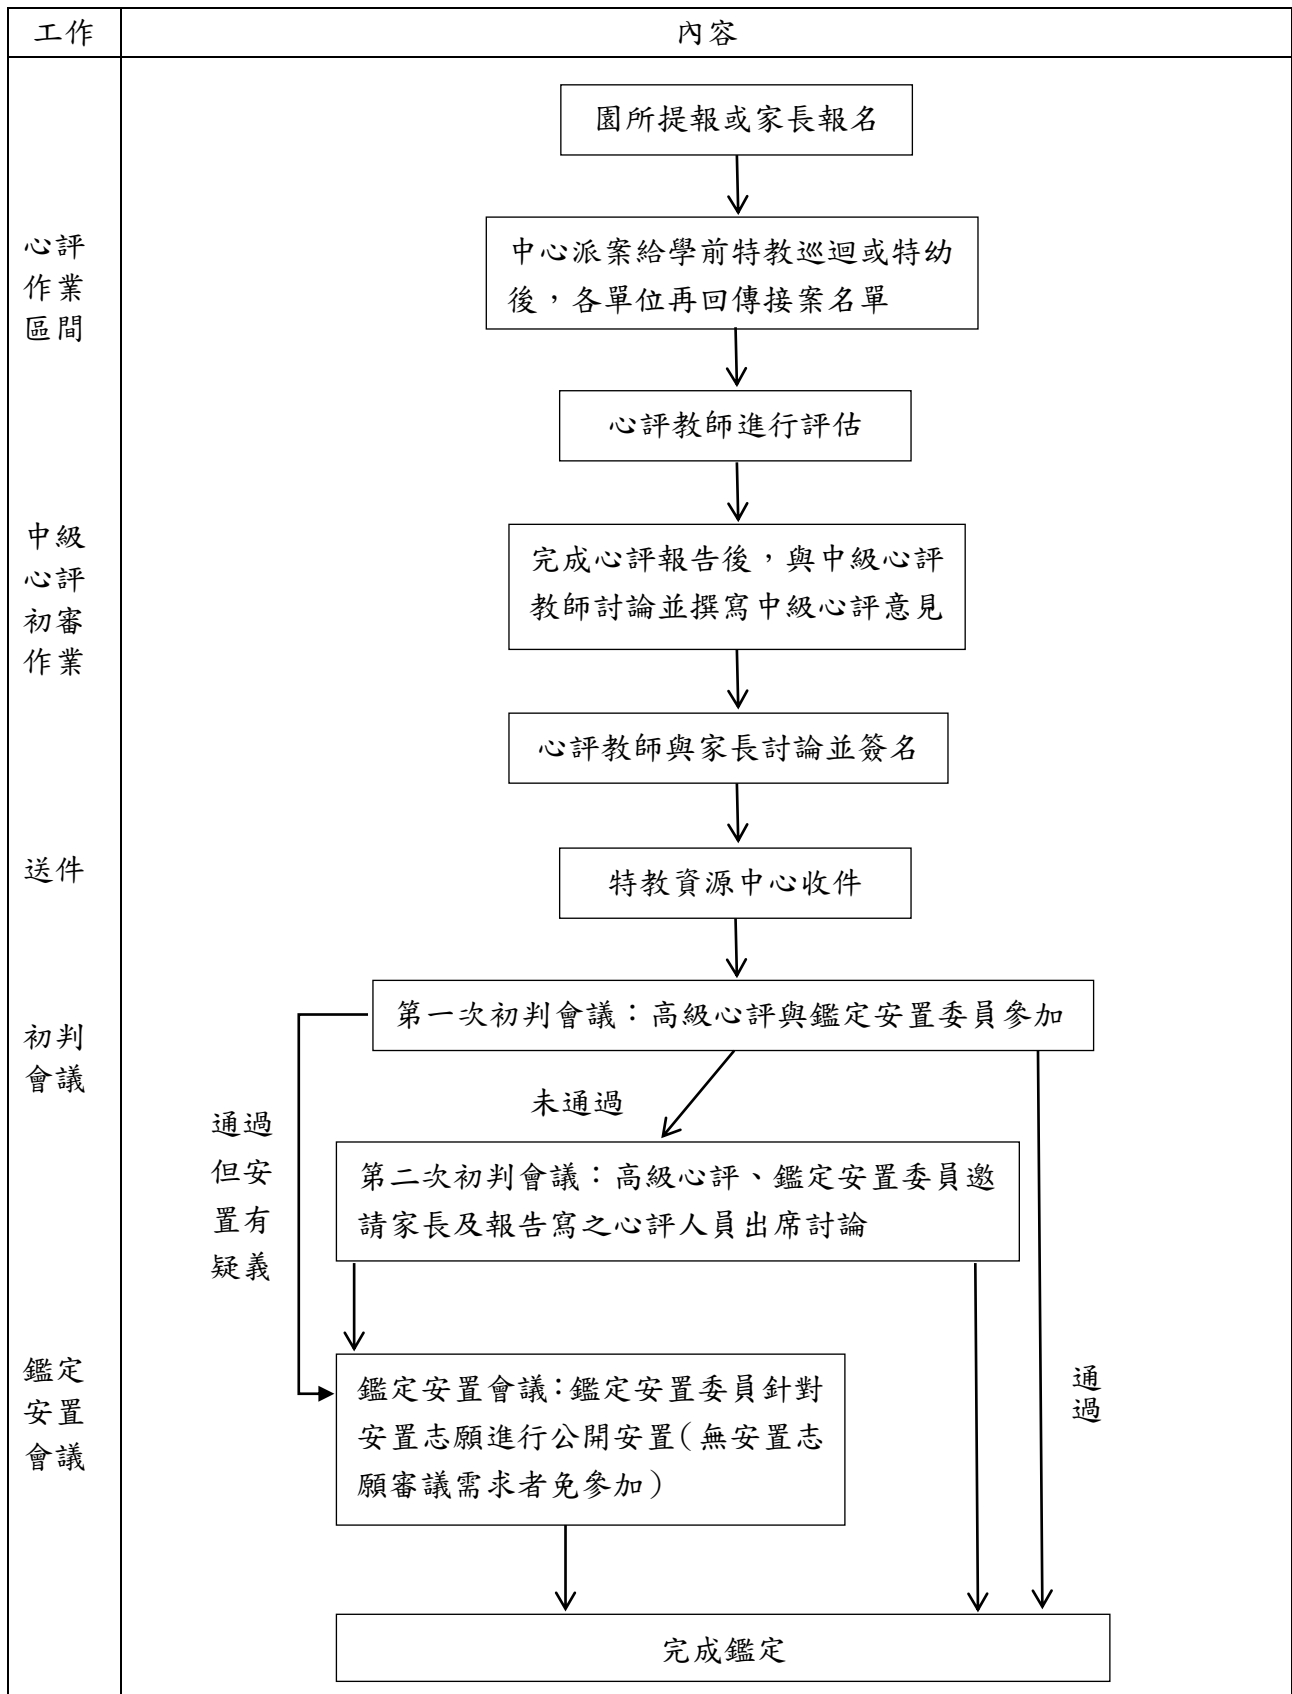 工作
內容
園所提報或家長報名
心評
作業
區間
中心派案給學前特教巡迴或特幼
後，各單位再回傳接案名單
心評教師進行評估
中級
心評
初審
作業
完成心評報告後，與中級心評
教師討論並撰寫中級心評意見
心評教師與家長討論並簽名
送件
特教資源中心收件
初判
會議
第一次初判會議：高級心評與鑑定安置委員參加
未通過
通過
但安
置有
疑義
第二次初判會議：高級心評、鑑定安置委員邀
請家長及報告寫之心評人員出席討論
鑑定
安置
會議
鑑定安置會議：鑑定安置委員針對
安置志願進行公開安置（無安置志
願審議需求者免參加）
通
過
完成鑑定